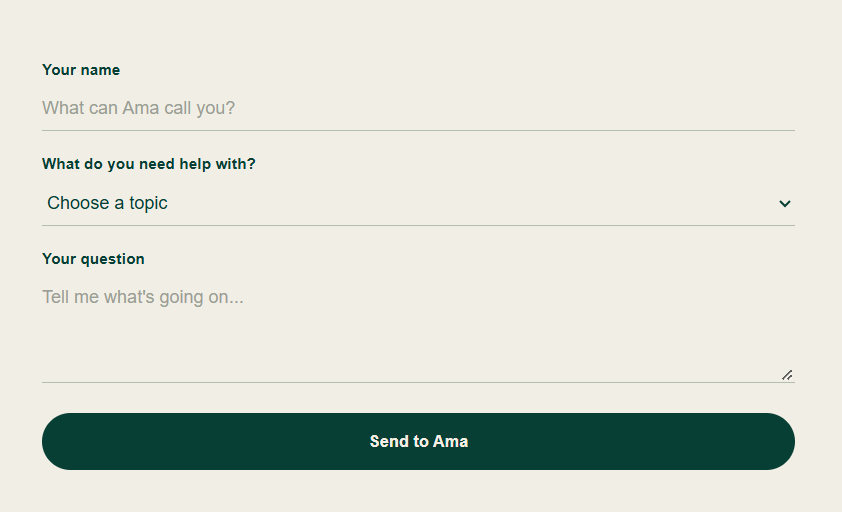 Your name
What can Ama call you?
What do you need help with?
Choose a topic
Your question
Tell me what's going on...
Send to Ama